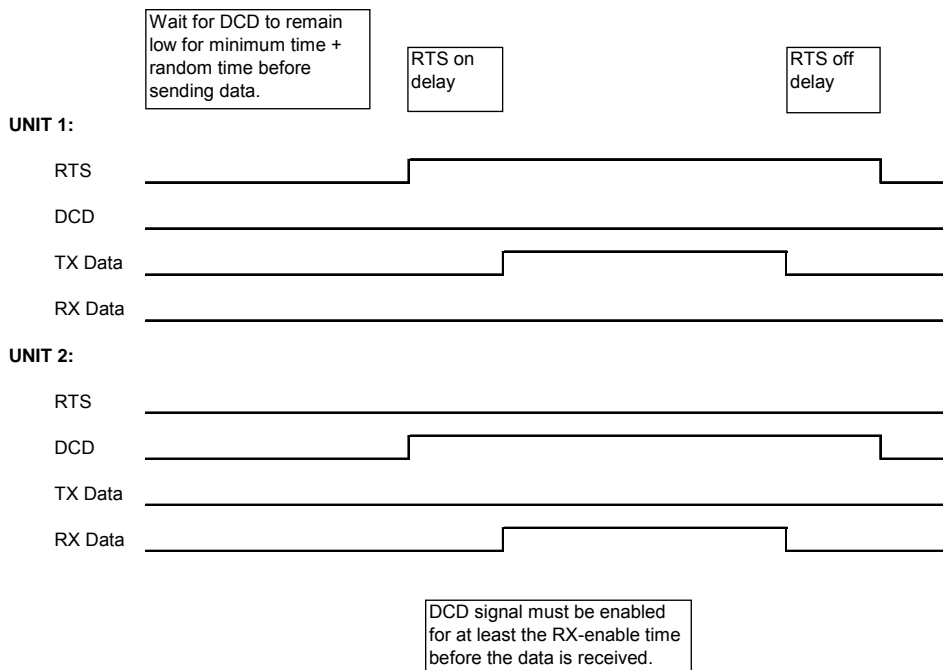 Wait for DCD to remain
low for minimum time +
random time before
sending data.
RTS on
delay
RTS off
delay
UNIT 1:
RTS
DCD
TX Data
RX Data
UNIT 2:
RTS
DCD
TX Data
RX Data
DCD signal must be enabled
for at least the RX-enable time
before the data is received.